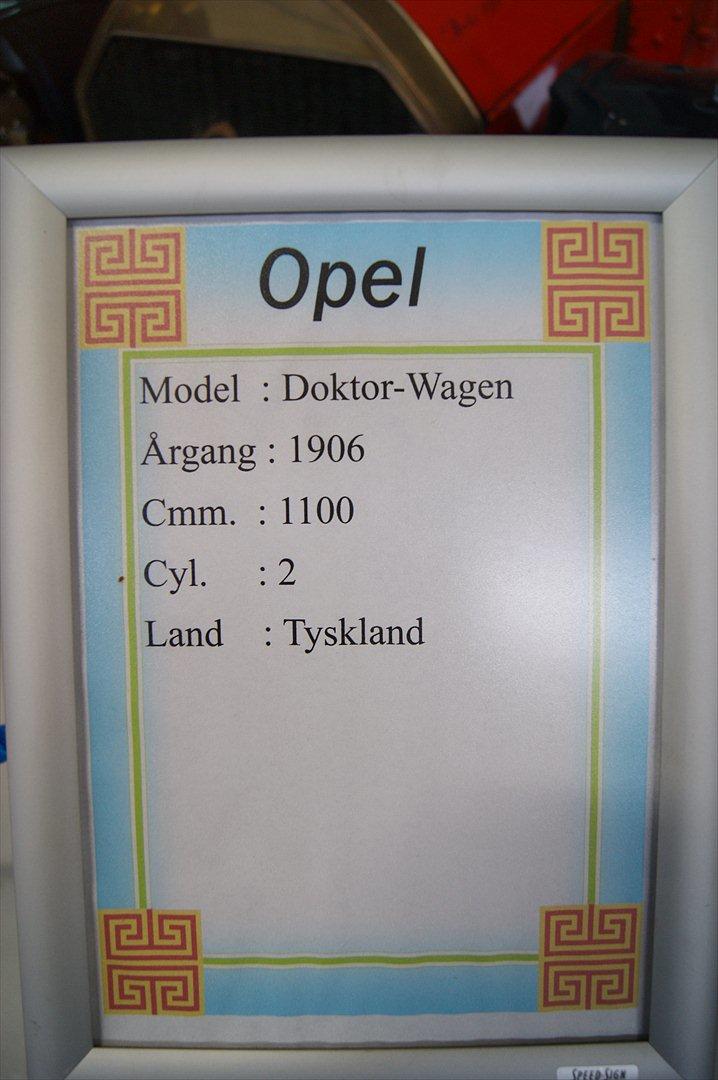 Opel
Model : Doktor-Wagen
Årgang : 1906
Cmm. : 1100
Cyl. : 2
Land : Tyskland
SPEED SIGN